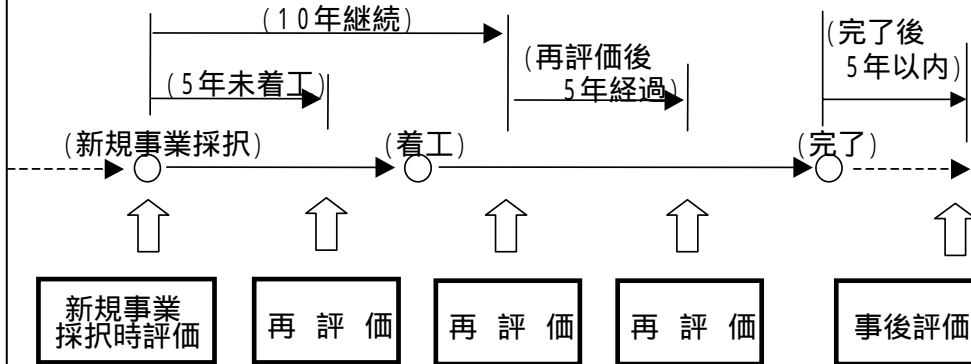 (10年継続)
(5年未着工)
(再評価後
5年経過)
(完了後
5年以内)
(新規事業採択)
(着工)
(完了)
新規事業
採択時評価
再 評 価
再 評 価
再 評 価
事後評価